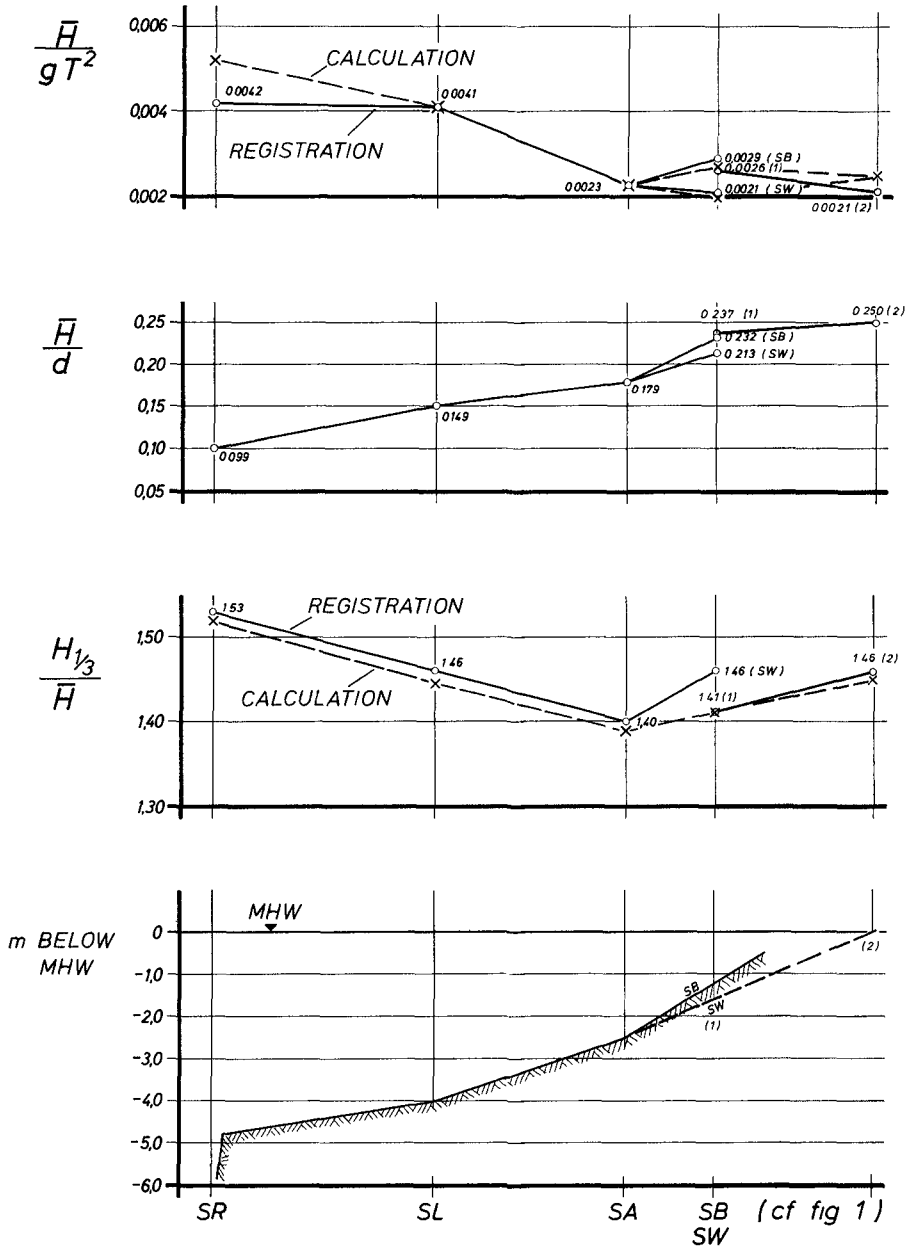 H̅
gT²
0,006
0,004
0,002
CALCULATION
REGISTRATION
0.0042
0.0041
0.0023
0.0029 (SB)
0.0026 (1)
0.0021 (SW)
0.0021 (2)
H̅
d
0,25
0,20
0,15
0,10
0,05
0.099
0.149
0.179
0.237 (1)
0.232 (SB)
0.213 (SW)
0.250 (2)
H⅓
H̅
1,50
1,40
1,30
REGISTRATION
CALCULATION
1.53
1.46
1,40
1.46 (SW)
1.41 (1)
1.46 (2)
m BELOW
MHW
MHW
0
-1,0
-2,0
-3,0
-4,0
-5,0
-6,0
SB
SW
(1)
(2)
SR
SL
SA
SB
SW
(cf fig 1)